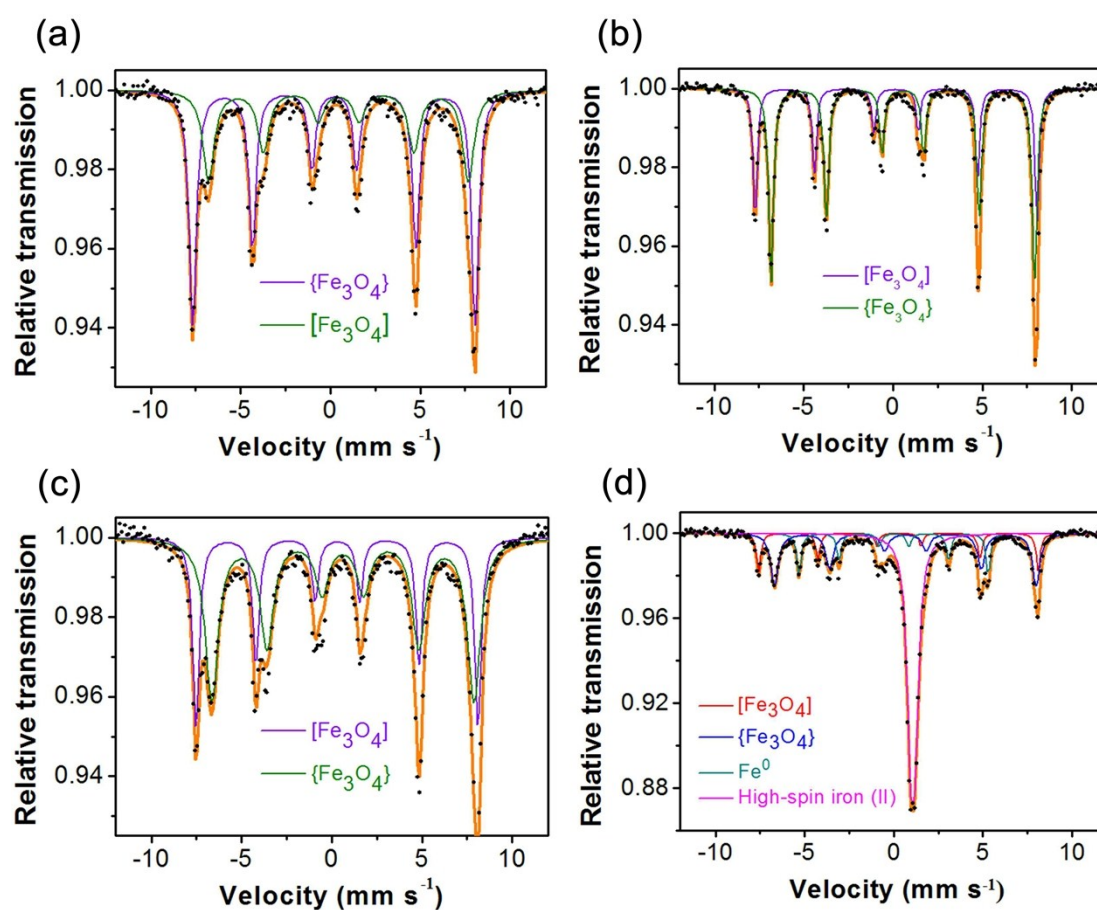 (a)
1.00
0.98
0.96
0.94
Relative transmission
{Fe₃O₄}
[Fe₃O₄]
-10 -5 0 5 10
Velocity (mm s⁻¹)
(b)
1.00
0.98
0.96
0.94
Relative transmission
[Fe₃O₄]
{Fe₃O₄}
-10 -5 0 5 10
Velocity (mm s⁻¹)
(c)
1.00
0.98
0.96
0.94
Relative transmission
[Fe₃O₄]
{Fe₃O₄}
-10 -5 0 5 10
Velocity (mm s⁻¹)
(d)
1.00
0.96
0.92
0.88
Relative transmission
[Fe₃O₄]
{Fe₃O₄}
Fe⁰
High-spin iron (II)
-10 -5 0 5 10
Velocity (mm s⁻¹)